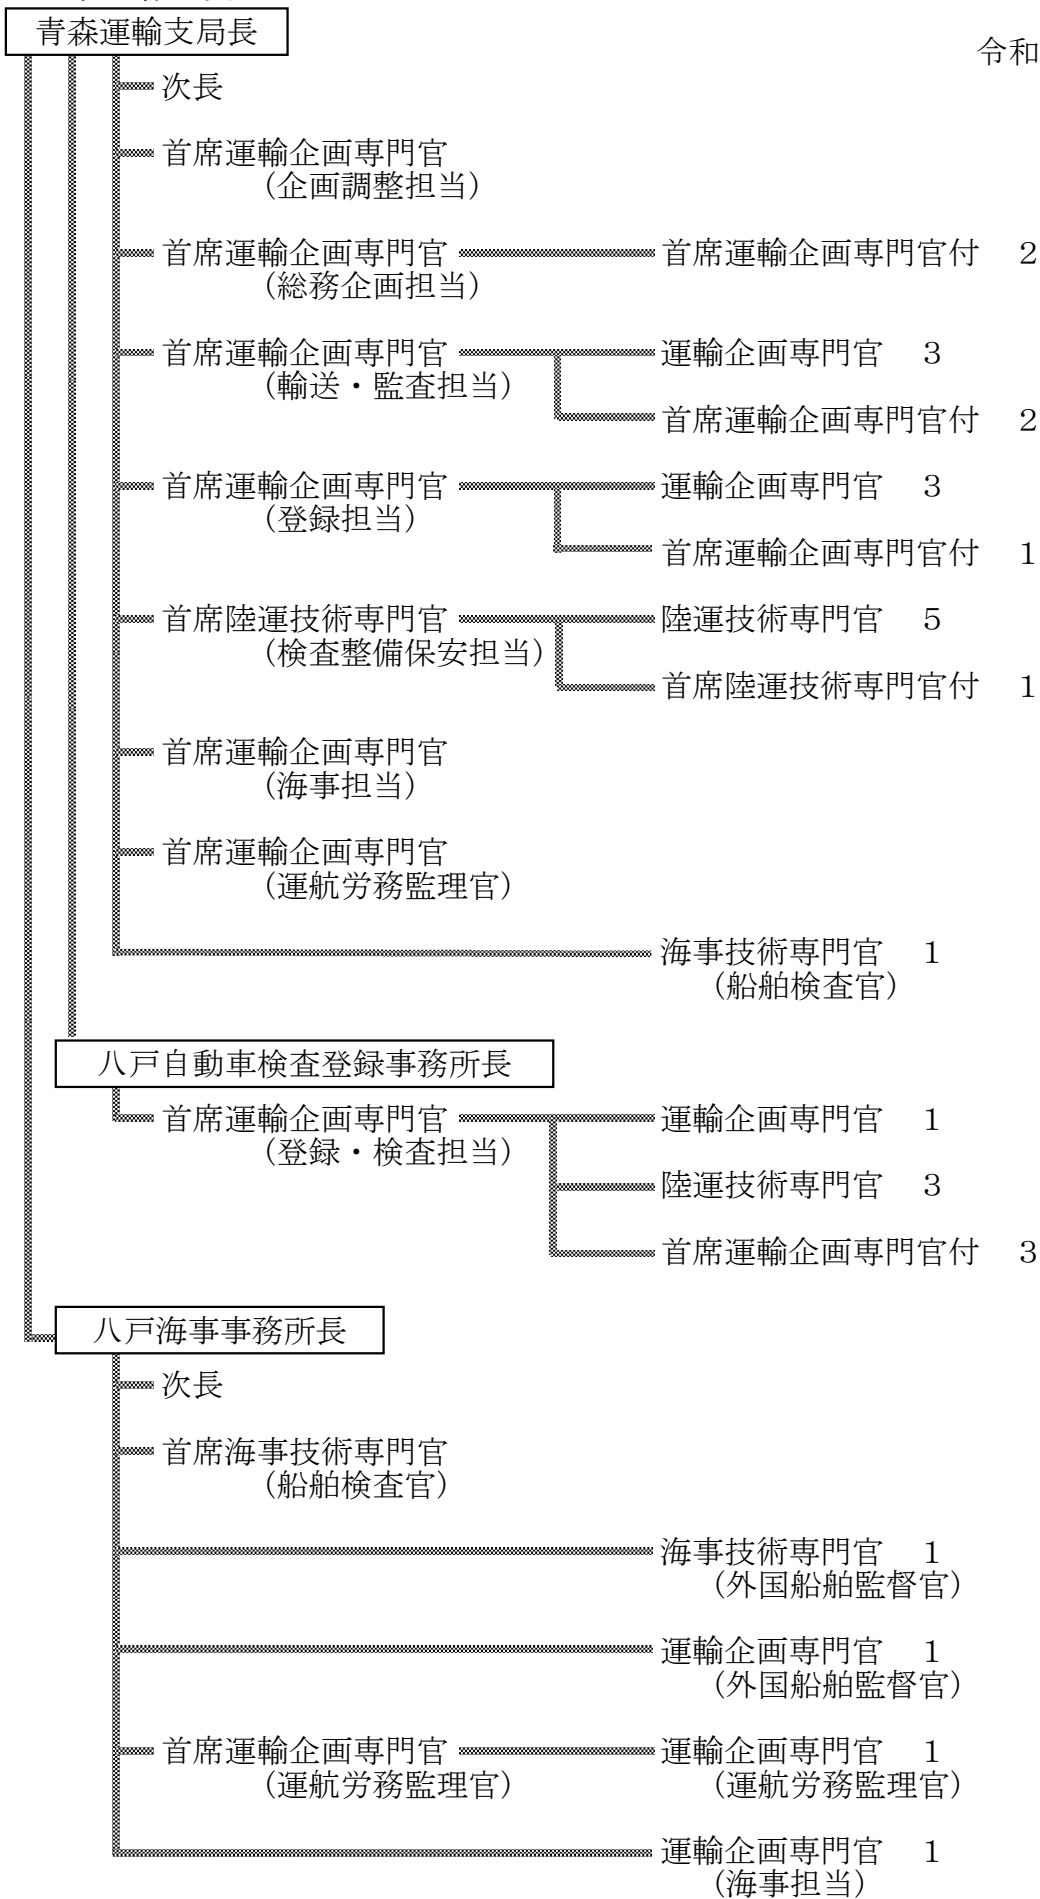 青森運輸支局長
令和
次長
首席運輸企画専門官
(企画調整担当)
首席運輸企画専門官 首席運輸企画専門官付 2
(総務企画担当)
首席運輸企画専門官 運輸企画専門官 3
(輸送・監査担当)
首席運輸企画専門官付 2
首席運輸企画専門官 運輸企画専門官 3
(登録担当)
首席運輸企画専門官付 1
首席陸運技術専門官 陸運技術専門官 5
(検査整備保安担当)
首席陸運技術専門官付 1
首席運輸企画専門官
(海事担当)
首席運輸企画専門官
(運航労務監理官)
海事技術専門官 1
(船舶検査官)
八戸自動車検査登録事務所長
首席運輸企画専門官 運輸企画専門官 1
(登録・検査担当)
陸運技術専門官 3
首席運輸企画専門官付 3
八戸海事事務所長
次長
首席海事技術専門官
(船舶検査官)
海事技術専門官 1
(外国船舶監督官)
運輸企画専門官 1
(外国船舶監督官)
首席運輸企画専門官 運輸企画専門官 1
(運航労務監理官) (運航労務監理官)
運輸企画専門官 1
(海事担当)